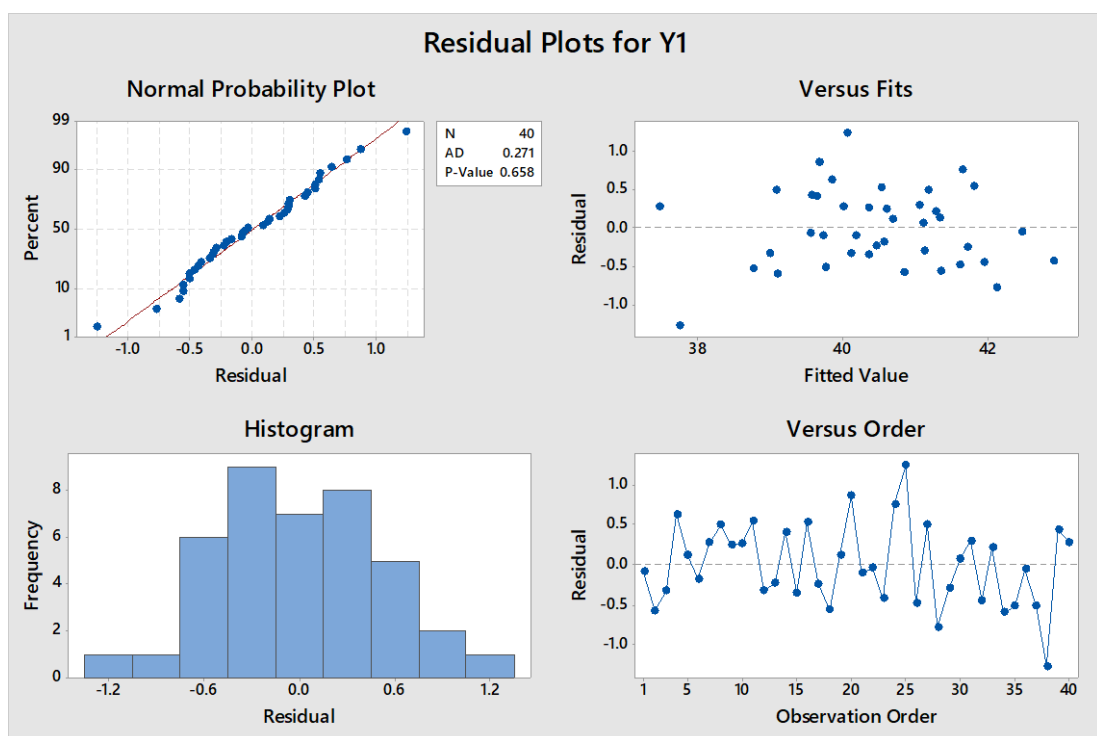 Residual Plots for Y1
Normal Probability Plot
99
90
50
10
1
Percent
-1.0 -0.5 0.0 0.5 1.0
Residual
N 40
AD 0.271
P-Value 0.658
Versus Fits
1.0
0.5
0.0
-0.5
-1.0
Residual
38 40 42
Fitted Value
Histogram
8
6
4
2
0
Frequency
-1.2 -0.6 0.0 0.6 1.2
Residual
Versus Order
1.0
0.5
0.0
-0.5
-1.0
Residual
1 5 10 15 20 25 30 35 40
Observation Order